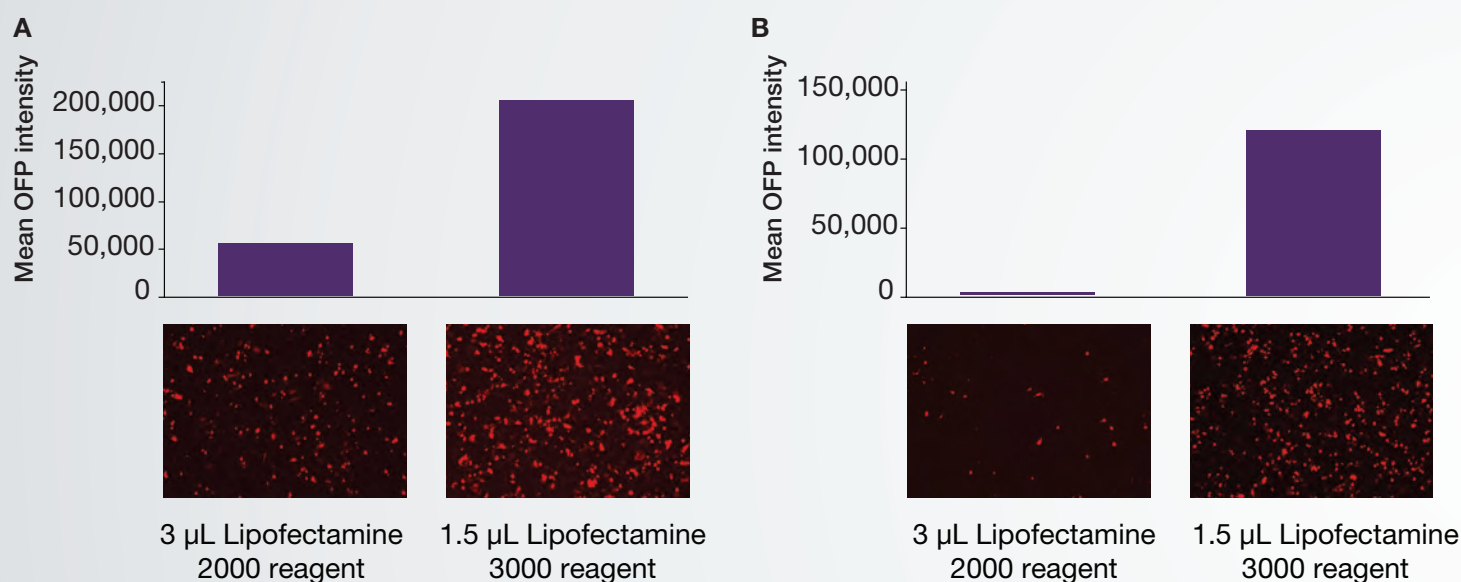 A
Mean OFP intensity
200,000
150,000
100,000
50,000
0
3 µL Lipofectamine
2000 reagent
1.5 µL Lipofectamine
3000 reagent
B
Mean OFP intensity
150,000
100,000
50,000
0
3 µL Lipofectamine
2000 reagent
1.5 µL Lipofectamine
3000 reagent